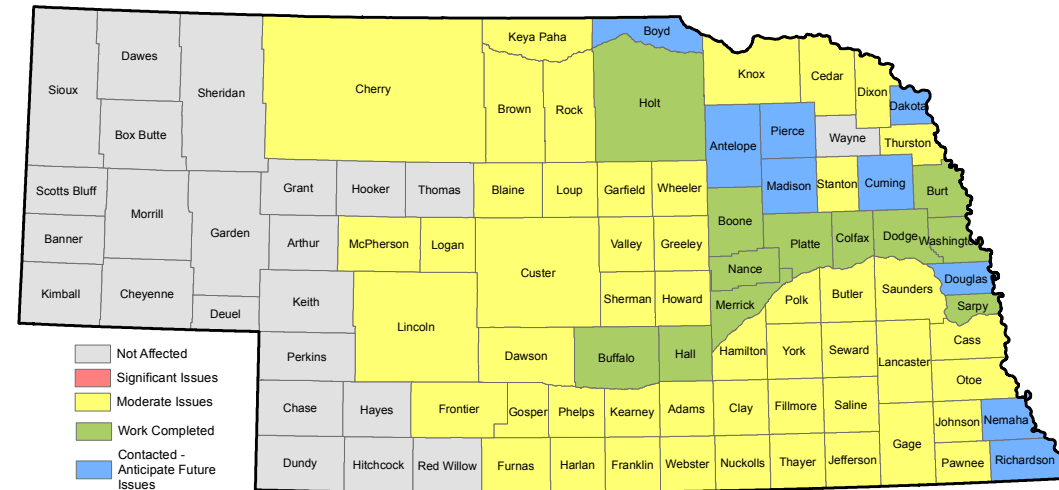 Keya Paha
Boyd
Dawes
Sioux
Sheridan
Cherry
Knox
Cedar
Dixon
Brown
Rock
Holt
Dakota
Box Butte
Antelope
Pierce
Wayne
Thurston
Scotts Bluff
Grant
Hooker
Thomas
Blaine
Loup
Garfield
Wheeler
Madison
Stanton
Cuming
Burt
Morrill
Garden
Boone
Banner
Arthur
McPherson
Logan
Custer
Valley
Greeley
Platte
Colfax
Dodge
Washington
Nance
Kimball
Cheyenne
Keith
Sherman
Howard
Merrick
Polk
Butler
Saunders
Douglas
Sarpy
Deuel
Lincoln
Perkins
Dawson
Buffalo
Hall
Hamilton
York
Seward
Lancaster
Cass
Otoe
Chase
Hayes
Frontier
Gosper
Phelps
Kearney
Adams
Clay
Fillmore
Saline
Johnson
Nemaha
Dundy
Hitchcock
Red Willow
Furnas
Harlan
Franklin
Webster
Nuckolls
Thayer
Jefferson
Gage
Pawnee
Richardson
Not Affected
Significant Issues
Moderate Issues
Work Completed
Contacted -
Anticipate Future
Issues